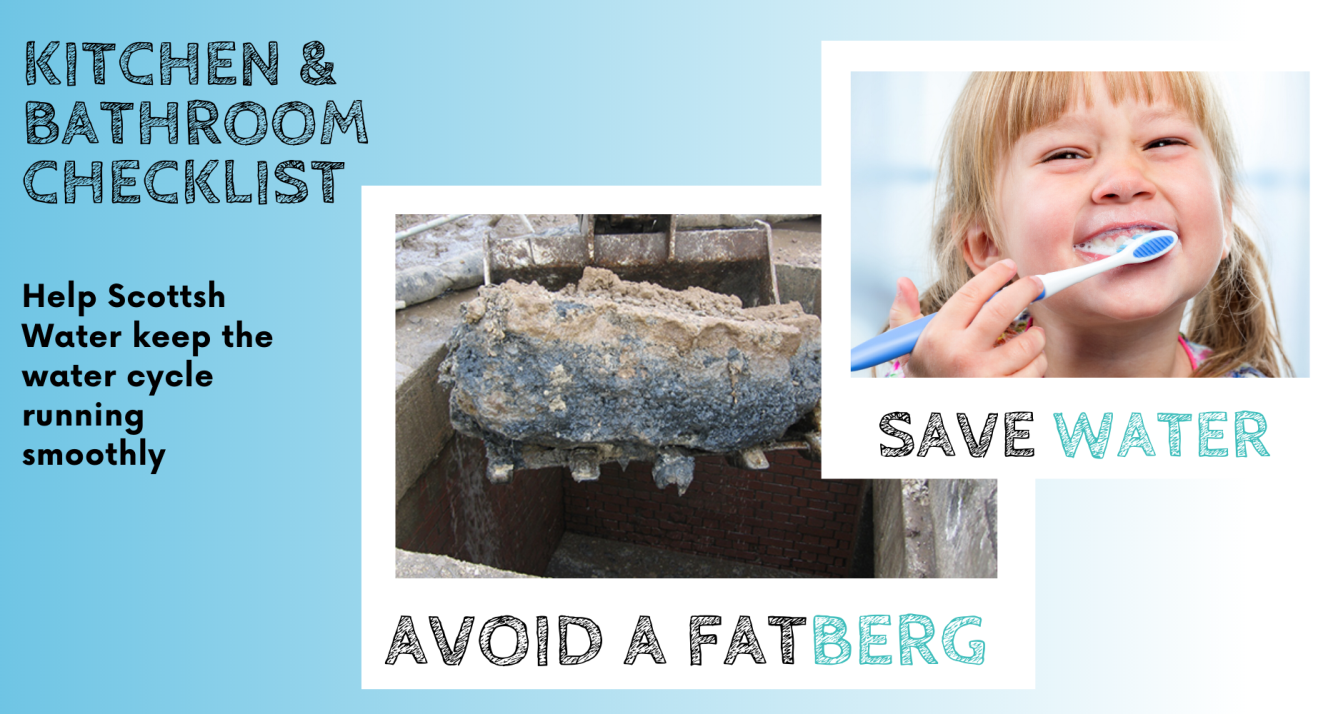 KITCHEN &
BATHROOM
CHECKLIST
Help Scottsh
Water keep the
water cycle
running
smoothly
SAVE WATER
AVOID A FATBERG